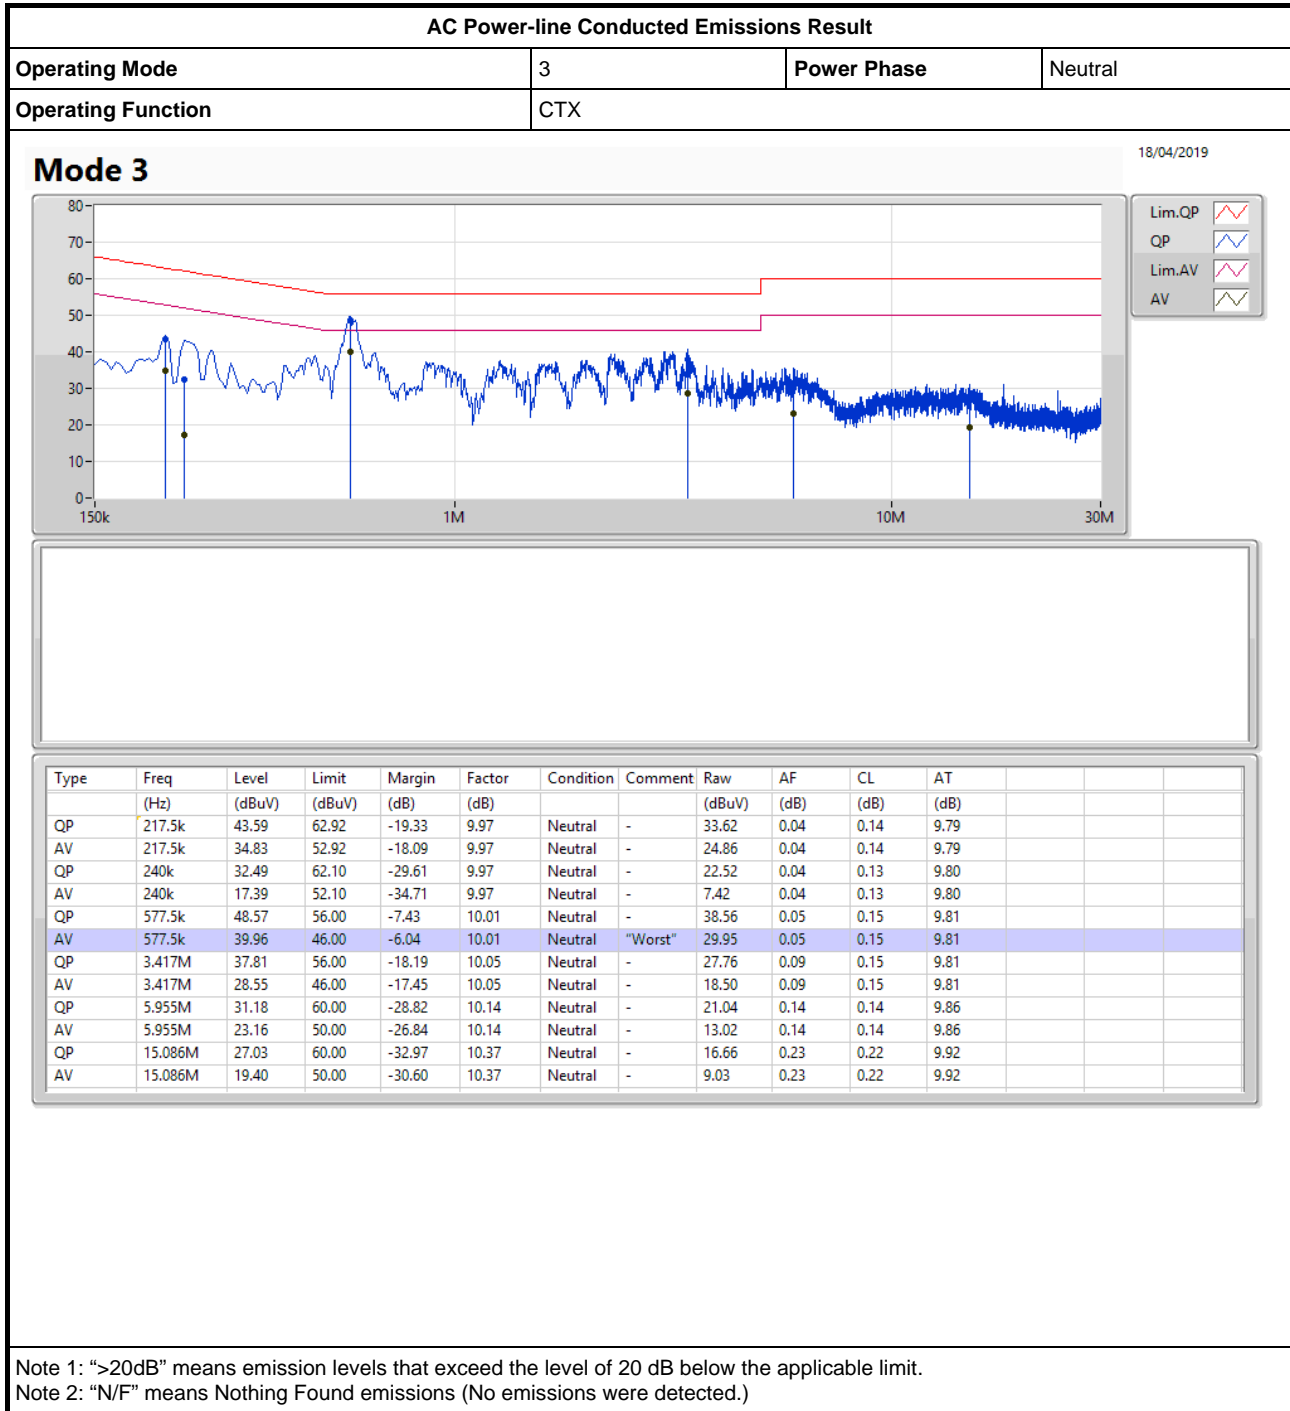 AC Power-line Conducted Emissions Result
Operating Mode 3 Power Phase Neutral
Operating Function CTX
18/04/2019
Mode 3
80
70
60
50
40
30
20
10
0
150k 1M 10M 30M
Lim.QP
QP
Lim.AV
AV
Type Freq Level Limit Margin Factor Condition Comment Raw AF CL AT
(Hz) (dBuV) (dBuV) (dB) (dB) (dBuV) (dB) (dB) (dB)
QP 217.5k 43.59 62.92 -19.33 9.97 Neutral - 33.62 0.04 0.14 9.79
AV 217.5k 34.83 52.92 -18.09 9.97 Neutral - 24.86 0.04 0.14 9.79
QP 240k 32.49 62.10 -29.61 9.97 Neutral - 22.52 0.04 0.13 9.80
AV 240k 17.39 52.10 -34.71 9.97 Neutral - 7.42 0.04 0.13 9.80
QP 577.5k 48.57 56.00 -7.43 10.01 Neutral - 38.56 0.05 0.15 9.81
AV 577.5k 39.96 46.00 -6.04 10.01 Neutral "Worst" 29.95 0.05 0.15 9.81
QP 3.417M 37.81 56.00 -18.19 10.05 Neutral - 27.76 0.09 0.15 9.81
AV 3.417M 28.55 46.00 -17.45 10.05 Neutral - 18.50 0.09 0.15 9.81
QP 5.955M 31.18 60.00 -28.82 10.14 Neutral - 21.04 0.14 0.14 9.86
AV 5.955M 23.16 50.00 -26.84 10.14 Neutral - 13.02 0.14 0.14 9.86
QP 15.086M 27.03 60.00 -32.97 10.37 Neutral - 16.66 0.23 0.22 9.92
AV 15.086M 19.40 50.00 -30.60 10.37 Neutral - 9.03 0.23 0.22 9.92
Note 1: “>20dB” means emission levels that exceed the level of 20 dB below the applicable limit.
Note 2: “N/F” means Nothing Found emissions (No emissions were detected.)